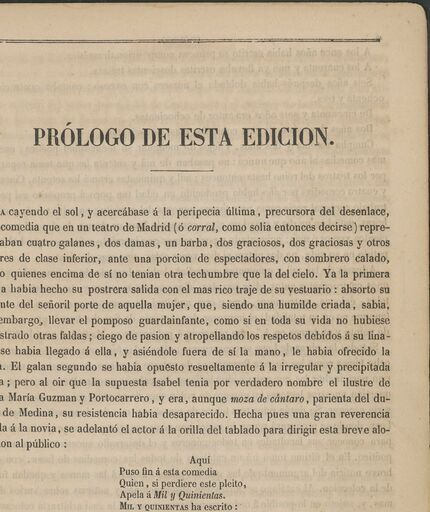 PRÓLOGO DE ESTA EDICION.
A cayendo el sol, y acercábase á la peripecia última, precursora del desenlace,
comedia que en un teatro de Madrid (ó corral, como solia entonces decirse) repre-
aban cuatro galanes, dos damas, un barba, dos graciosos, dos graciosas y otros
res de clase inferior, ante una porcion de espectadores, con sombrero calado,
o quienes encima de sí no tenian otra techumbre que la del cielo. Ya la primera
a habia hecho su postrera salida con el mas rico traje de su vestuario: absorto su
nte del señoril porte de aquella mujer, que, siendo una humilde criada, sabia,
embargo, llevar el pomposo guardainfante, como si en toda su vida no hubiese
strado otras faldas; ciego de pasion y atropellando los respetos debidos á su lina-
se habia llegado á ella, y asiéndole fuera de sí la mano, le habia ofrecido la
a. El galan segundo se habia opuesto resueltamente á la irregular y precipitada
a; pero al oir que la supuesta Isabel tenia por verdadero nombre el ilustre de
a María Guzman y Portocarrero, y era, aunque moza de cántaro, parienta del du-
de Medina, su resistencia habia desaparecido. Hecha pues una gran reverencia
da á la novia, se adelantó el actor á la orilla del tablado para dirigir esta breve alo-
on al público:
Aquí
Puso fin á esta comedia
Quien, si perdiere este pleito,
Apela á Mil y Quinientas.
MIL Y QUINIENTAS ha escrito: